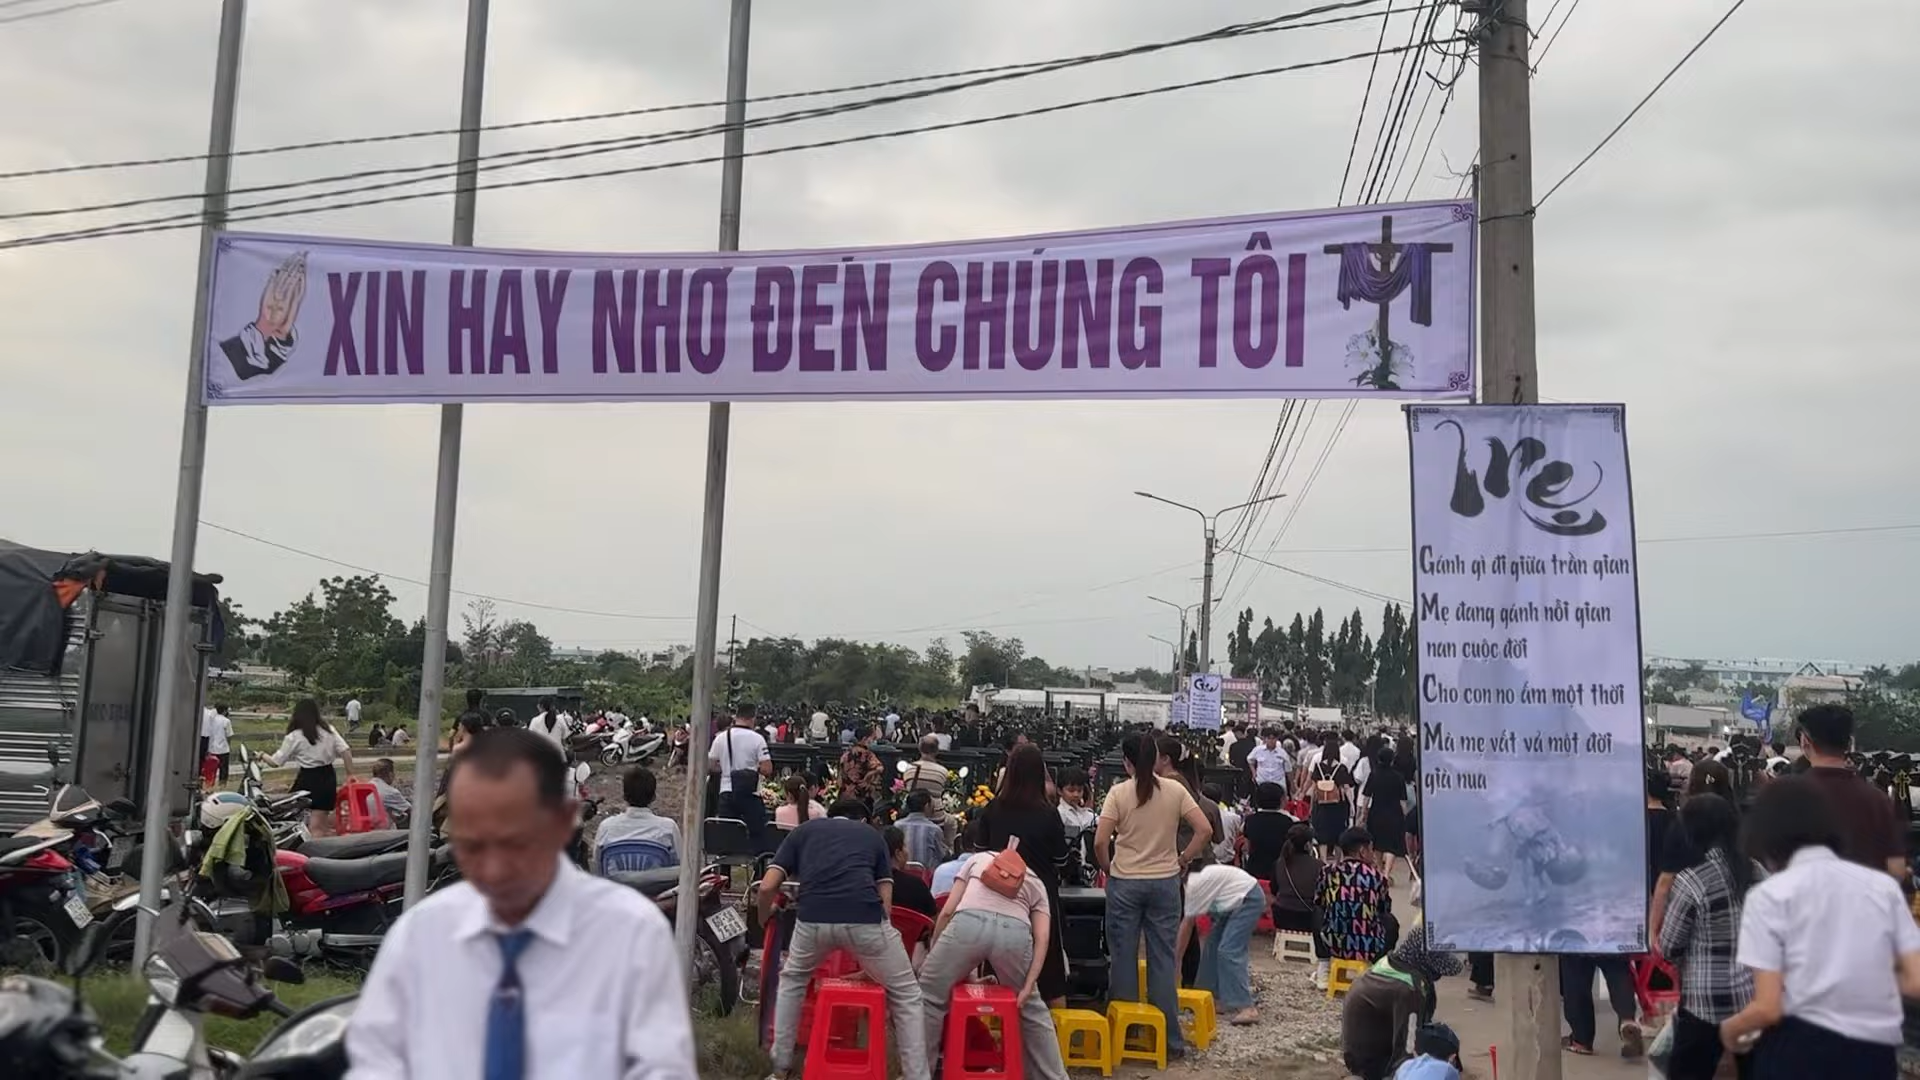 XIN HAY NHƠ ĐẾN CHÚNG TÔI
Mẹ
Gánh gì đi giữa trần gian
Mẹ đang gánh nỗi gian
nan cuộc đời
Cho con no ấm một thời
Mà mẹ vất vả một đời
già nua